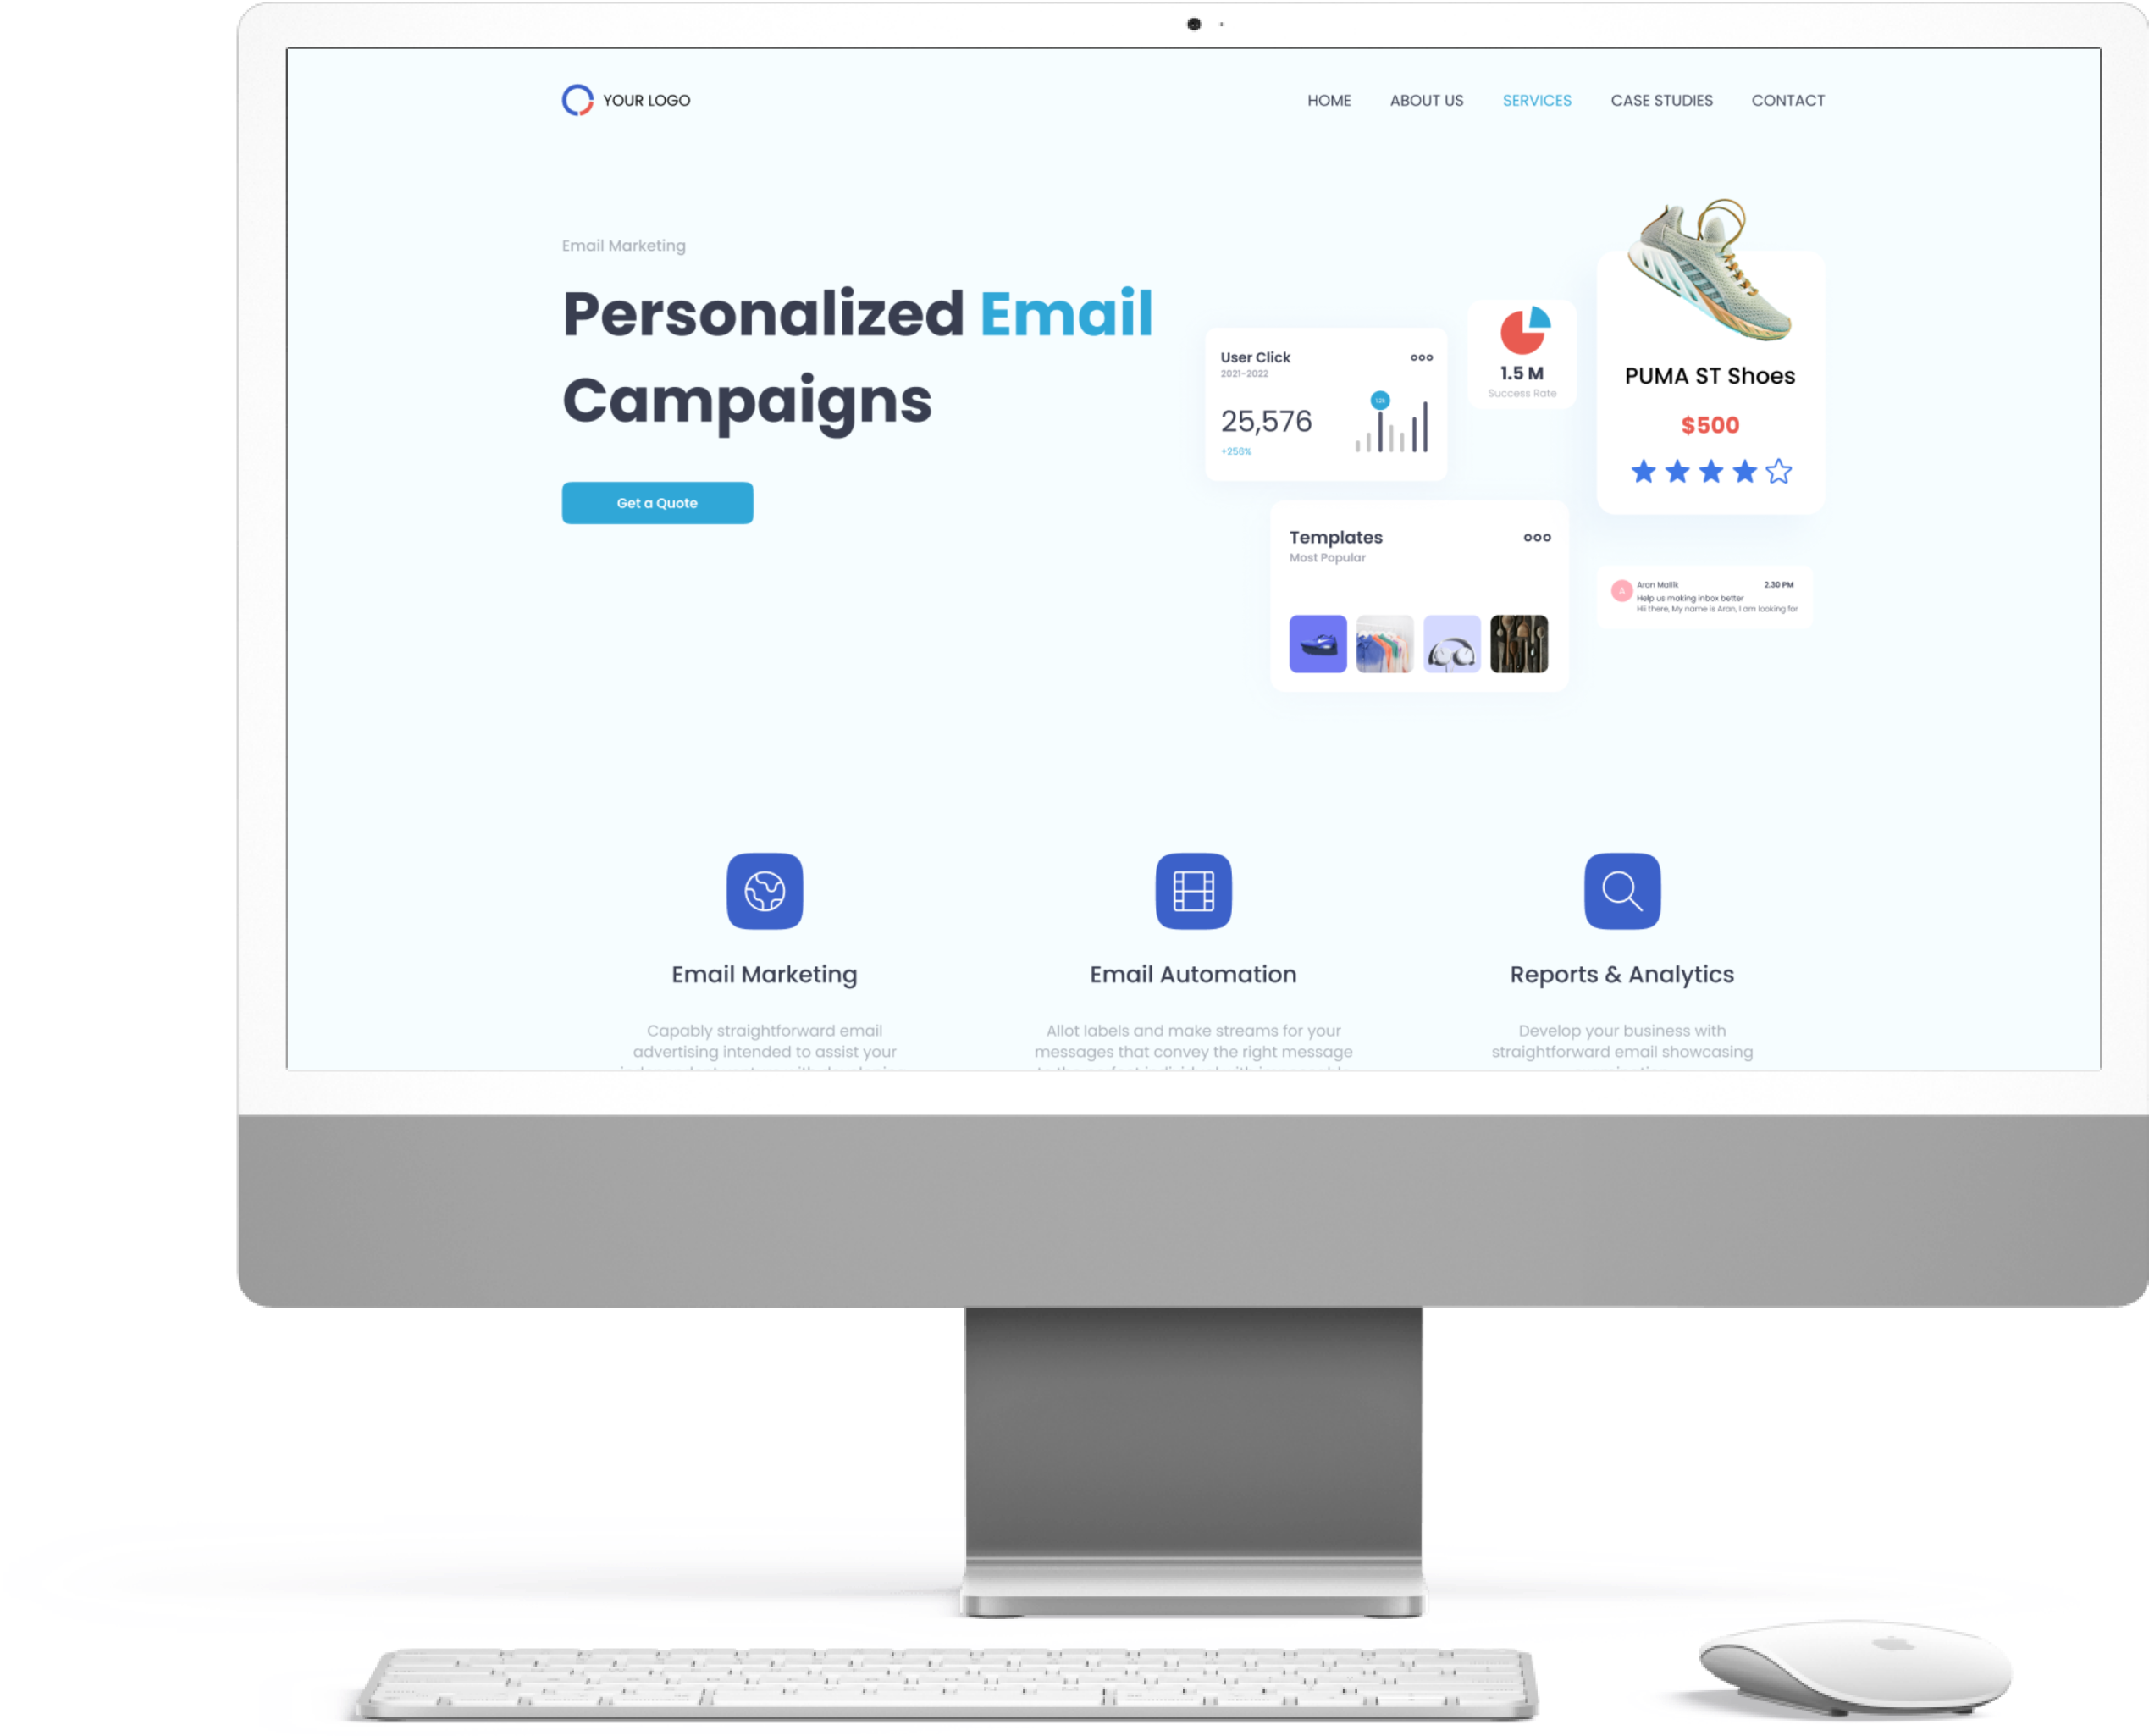 YOUR LOGO
HOME ABOUT US SERVICES CASE STUDIES CONTACT
Email Marketing
Personalized Email
Campaigns
Get a Quote
User Click
2021-2022
25,576
+256%
1.5 M
Success Rate
PUMA ST Shoes
$500
Templates
Most Popular
A
Aran Mallik 2.30 PM
Help us making inbox better
Hii there, My name is Aran, I am looking for
Email Marketing
Capably straightforward email
advertising intended to assist your
Email Automation
Allot labels and make streams for your
messages that convey the right message
Reports & Analytics
Develop your business with
straightforward email showcasing